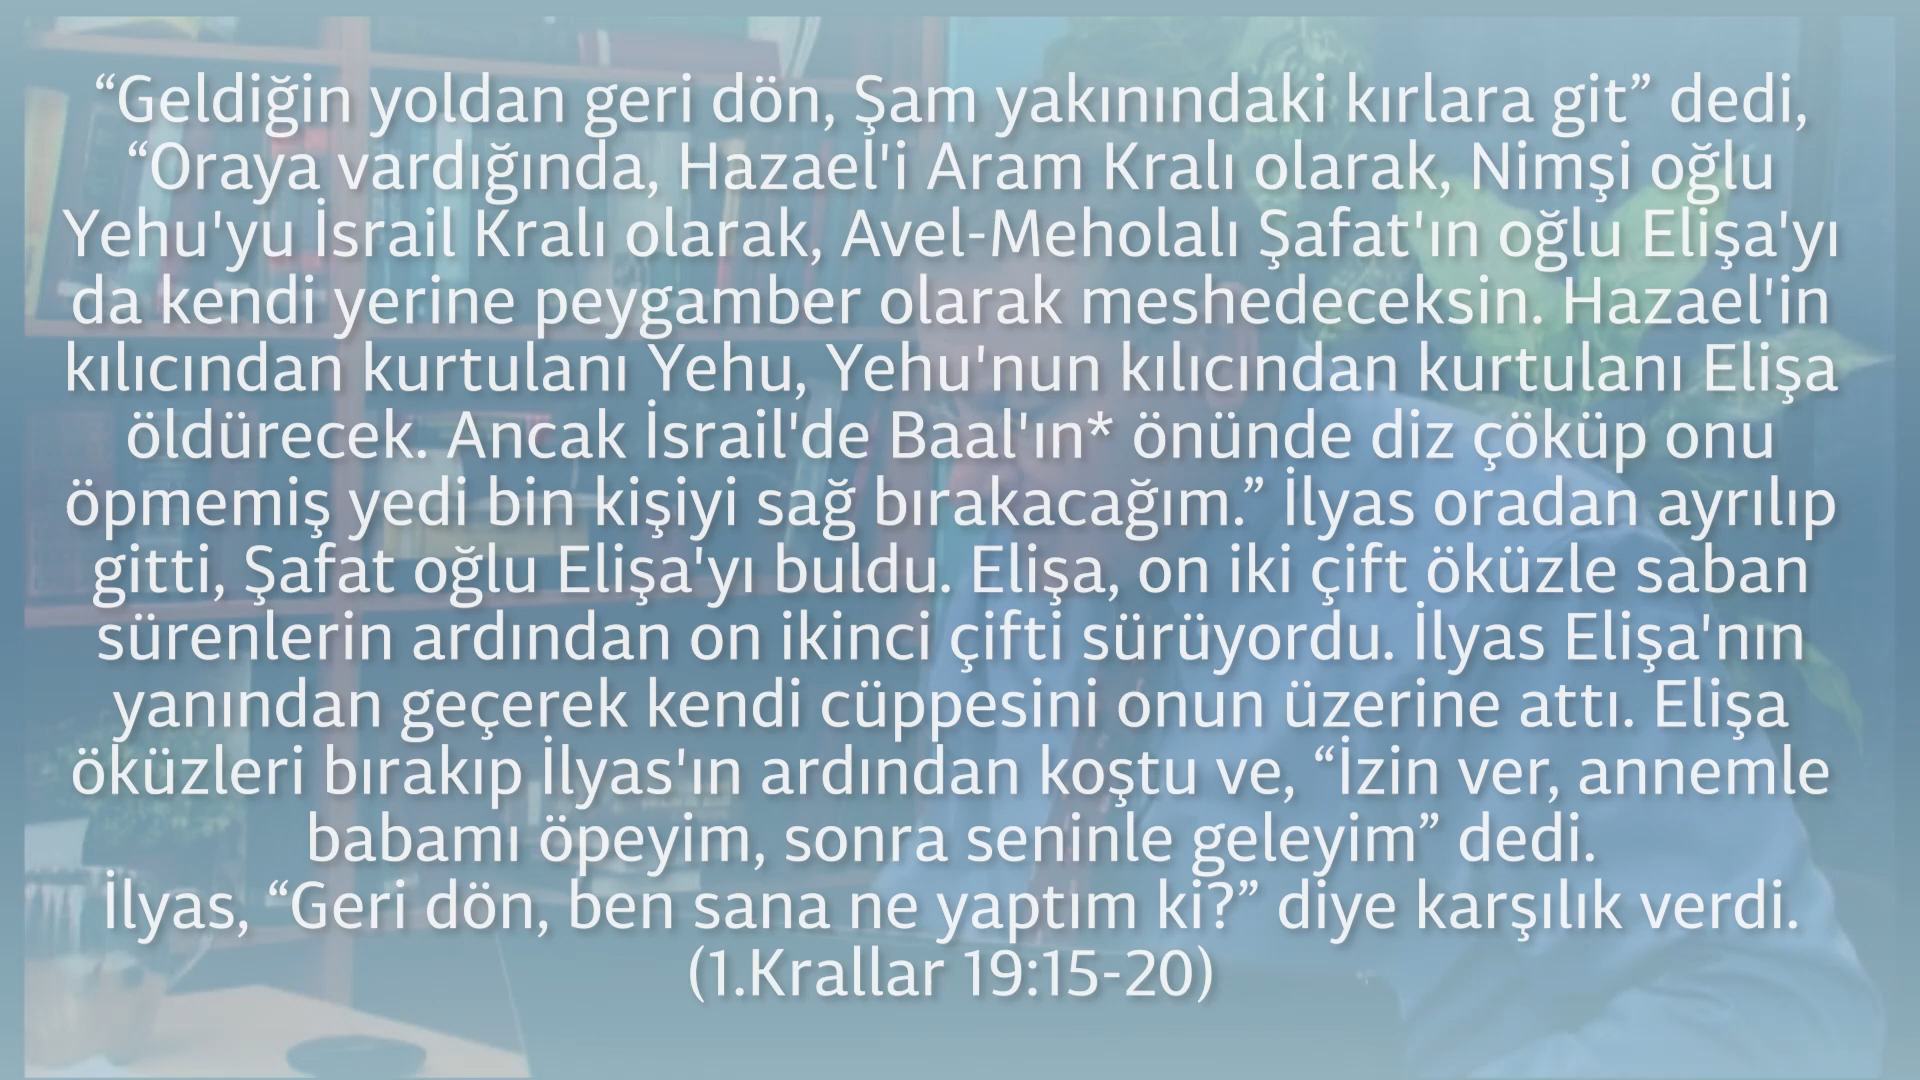 “Geldiğin yoldan geri dön, Şam yakınındaki kırlara git” dedi,
“Oraya vardığında, Hazael'i Aram Kralı olarak, Nimşi oğlu
Yehu'yu İsrail Kralı olarak, Avel-Meholalı Şafat'ın oğlu Elişa'yı
da kendi yerine peygamber olarak meshedeceksin. Hazael'in
kılıcından kurtulanı Yehu, Yehu'nun kılıcından kurtulanı Elişa
öldürecek. Ancak İsrail'de Baal'ın* önünde diz çöküp onu
öpmemiş yedi bin kişiyi sağ bırakacağım.” İlyas oradan ayrılıp
gitti, Şafat oğlu Elişa'yı buldu. Elişa, on iki çift öküzle saban
sürenlerin ardından on ikinci çifti sürüyordu. İlyas Elişa'nın
yanından geçerek kendi cüppesini onun üzerine attı. Elişa
öküzleri bırakıp İlyas'ın ardından koştu ve, “İzin ver, annemle
babamı öpeyim, sonra seninle geleyim” dedi.
İlyas, “Geri dön, ben sana ne yaptım ki?” diye karşılık verdi.
(1.Krallar 19:15-20)